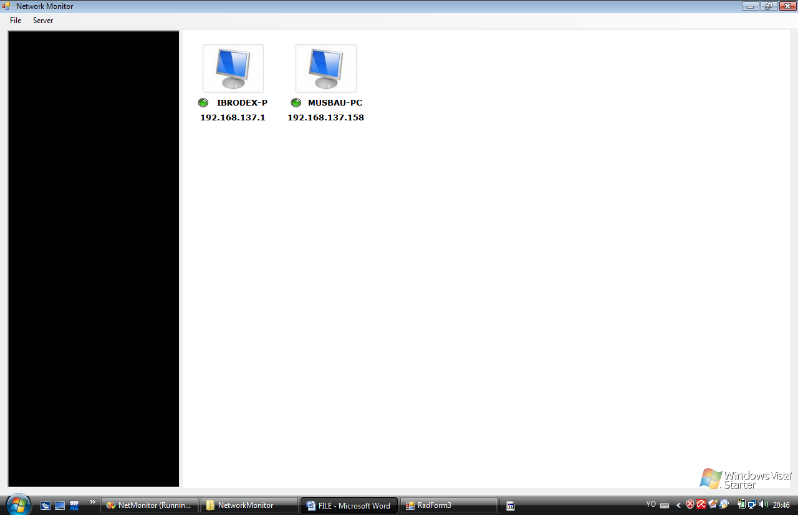 Network Monitor
File Server
IBRODEX-P
192.168.137.1
MUSBAU-PC
192.168.137.158
Windows Vista
Starter
NetMonitor (Runnin...
NetworkMonitor
FILE - Microsoft Word
RadForm3
YO
20:46